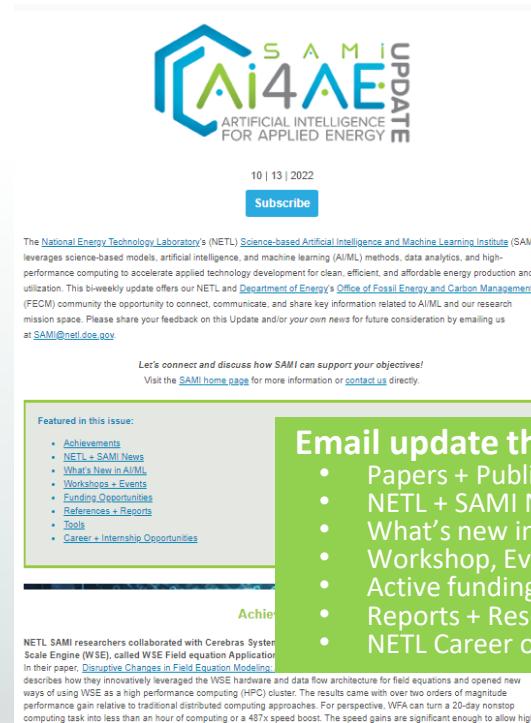 SAMi UPDATE
Ai4AE
ARTIFICIAL INTELLIGENCE
FOR APPLIED ENERGY
10 | 13 | 2022
Subscribe
The National Energy Technology Laboratory's (NETL) Science-based Artificial Intelligence and Machine Learning Institute (SAM
leverages science-based models, artificial intelligence, and machine learning (AI/ML) methods, data analytics, and high-
performance computing to accelerate applied technology development for clean, efficient, and affordable energy production and
utilization. This bi-weekly update offers our NETL and Department of Energy's Office of Fossil Energy and Carbon Management
(FECM) community the opportunity to connect, communicate, and share key information related to AI/ML and our research
mission space. Please share your feedback on this Update and/or your own news for future consideration by emailing us
at SAMI@netl.doe.gov.
Let's connect and discuss how SAMI can support your objectives!
Visit the SAMI home page for more information or contact us directly.
Featured in this issue:
• Achievements
• NETL + SAMI News
• What's New in AI/ML
• Workshops + Events
• Funding Opportunities
• References + Reports
• Tools
• Career + Internship Opportunities
Email update th
• Papers + Publi
• NETL + SAMI
• What's new in
• Workshop, Ev
• Active funding
• Reports + Res
• NETL Career o
Achie
NETL SAMI researchers collaborated with Cerebras System
Scale Engine (WSE), called WSE Field equation Application
In their paper, Disruptive Changes in Field Equation Modeling:
describes how they innovatively leveraged the WSE hardware and data flow architecture for field equations and opened new
ways of using WSE as a high performance computing (HPC) cluster. The results came with over two orders of magnitude
performance gain relative to traditional distributed computing approaches. For perspective, WFA can turn a 20-day nonstop
computing task into less than an hour of computing or a 487x speed boost. The speed gains are significant enough to allow